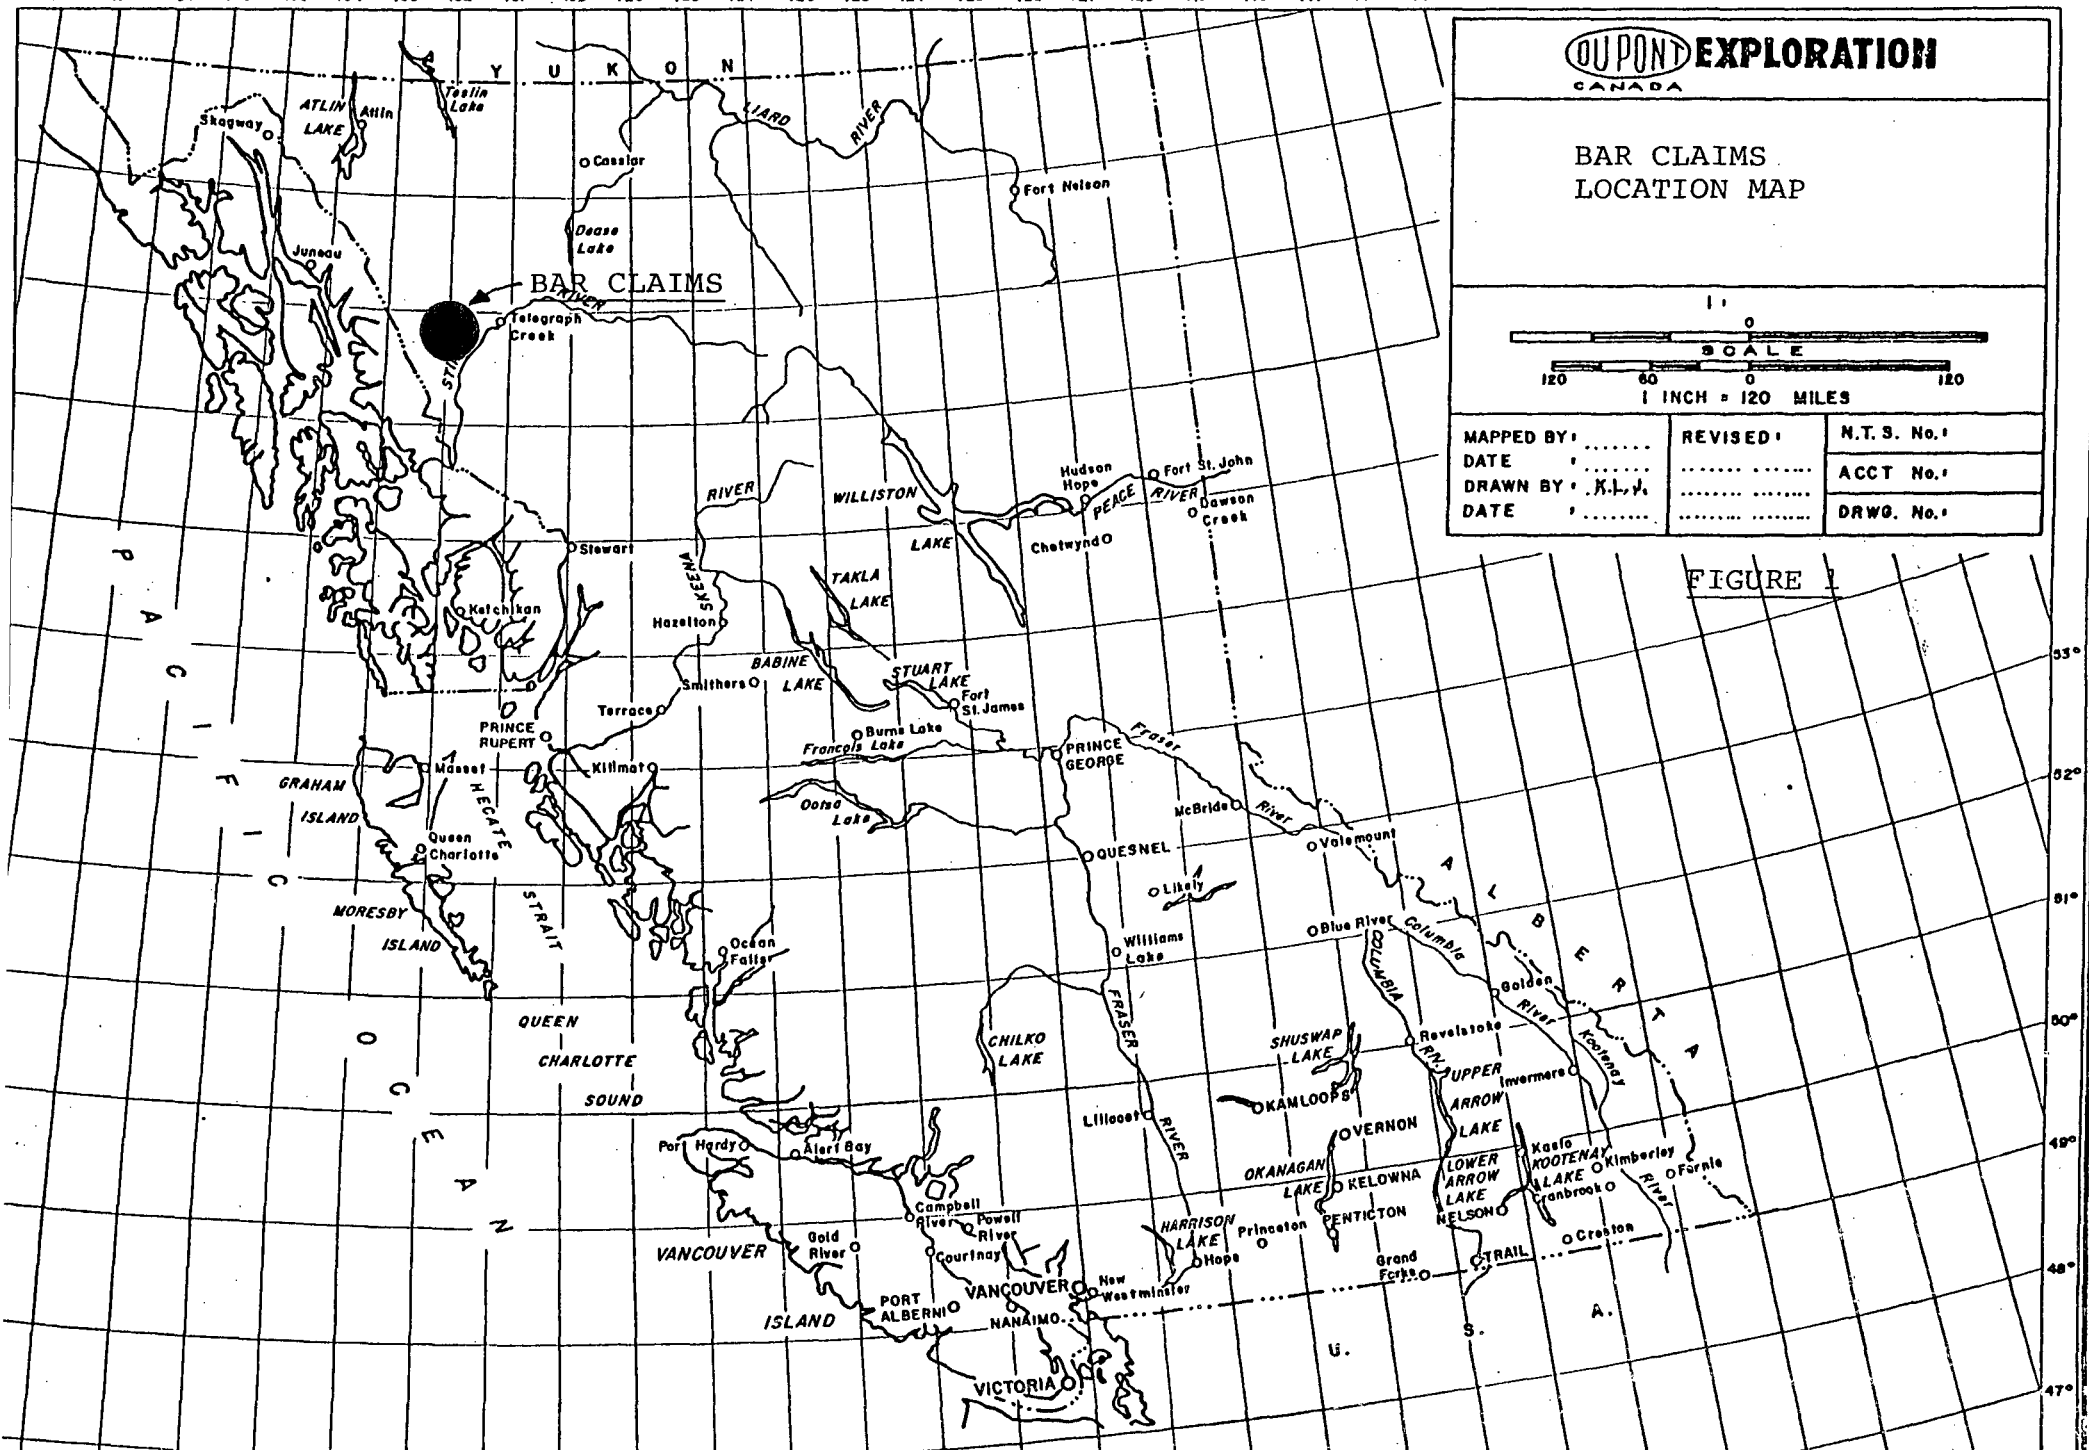 DUPONT EXPLORATION
CANADA
BAR CLAIMS
LOCATION MAP
0
SCALE
120 60 0 120
1 INCH = 120 MILES
MAPPED BY:
DATE :
DRAWN BY: K.L.J.
DATE :
REVISED:
N.T.S. No.:
ACCT No.:
DRWG. No.:
FIGURE 1
YUKON
ATLIN
LAKE
Atlin
Teslin
Lake
Skagway
LIARD
RIVER
Cassiar
Fort Nelson
Dease
Lake
Juneau
BAR CLAIMS
RIVER
Telegraph
Creek
Hudson
Hope
Fort St. John
PEACE RIVER
Dawson
Creek
Chetwynd
RIVER
WILLISTON
LAKE
Stewart
SKEENA
TAKLA
LAKE
Ketchikan
Hazelton
BABINE
LAKE
STUART
LAKE
Smithers
Fort
St. James
Terrace
PRINCE
RUPERT
Burns Lake
Francois Lake
PRINCE
GEORGE
Fraser
River
Masset
Kitimat
GRAHAM
ISLAND
HECATE
STRAIT
Ootsa
Lake
McBride
Valemount
Queen
Charlotte
QUESNEL
Likely
MORESBY
ISLAND
Ocean
Falls
Williams
Lake
Blue River
COLUMBIA
RIV.
Columbia
River
ALBERTA
Golden
QUEEN
CHARLOTTE
SOUND
CHILKO
LAKE
FRASER
RIVER
SHUSWAP
LAKE
Revelstoke
Kootenay
River
UPPER
ARROW
LAKE
Invermere
KAMLOOPS
Lillooet
VERNON
Port Hardy
Alert Bay
OKANAGAN
LAKE
KELOWNA
LOWER
ARROW
LAKE
Kaslo
KOOTENAY
LAKE
Kimberley
Fernie
Cranbrook
NELSON
Campbell
River
Powell
River
HARRISON
LAKE
Princeton
PENTICTON
Hope
Gold
River
Courtnay
VANCOUVER
ISLAND
Grand
Forks
TRAIL
Creston
PORT
ALBERNI
VANCOUVER
New
Westminster
NANAIMO
VICTORIA
U. S. A.
PACIFIC
OCEAN
53°
52°
51°
50°
49°
48°
47°